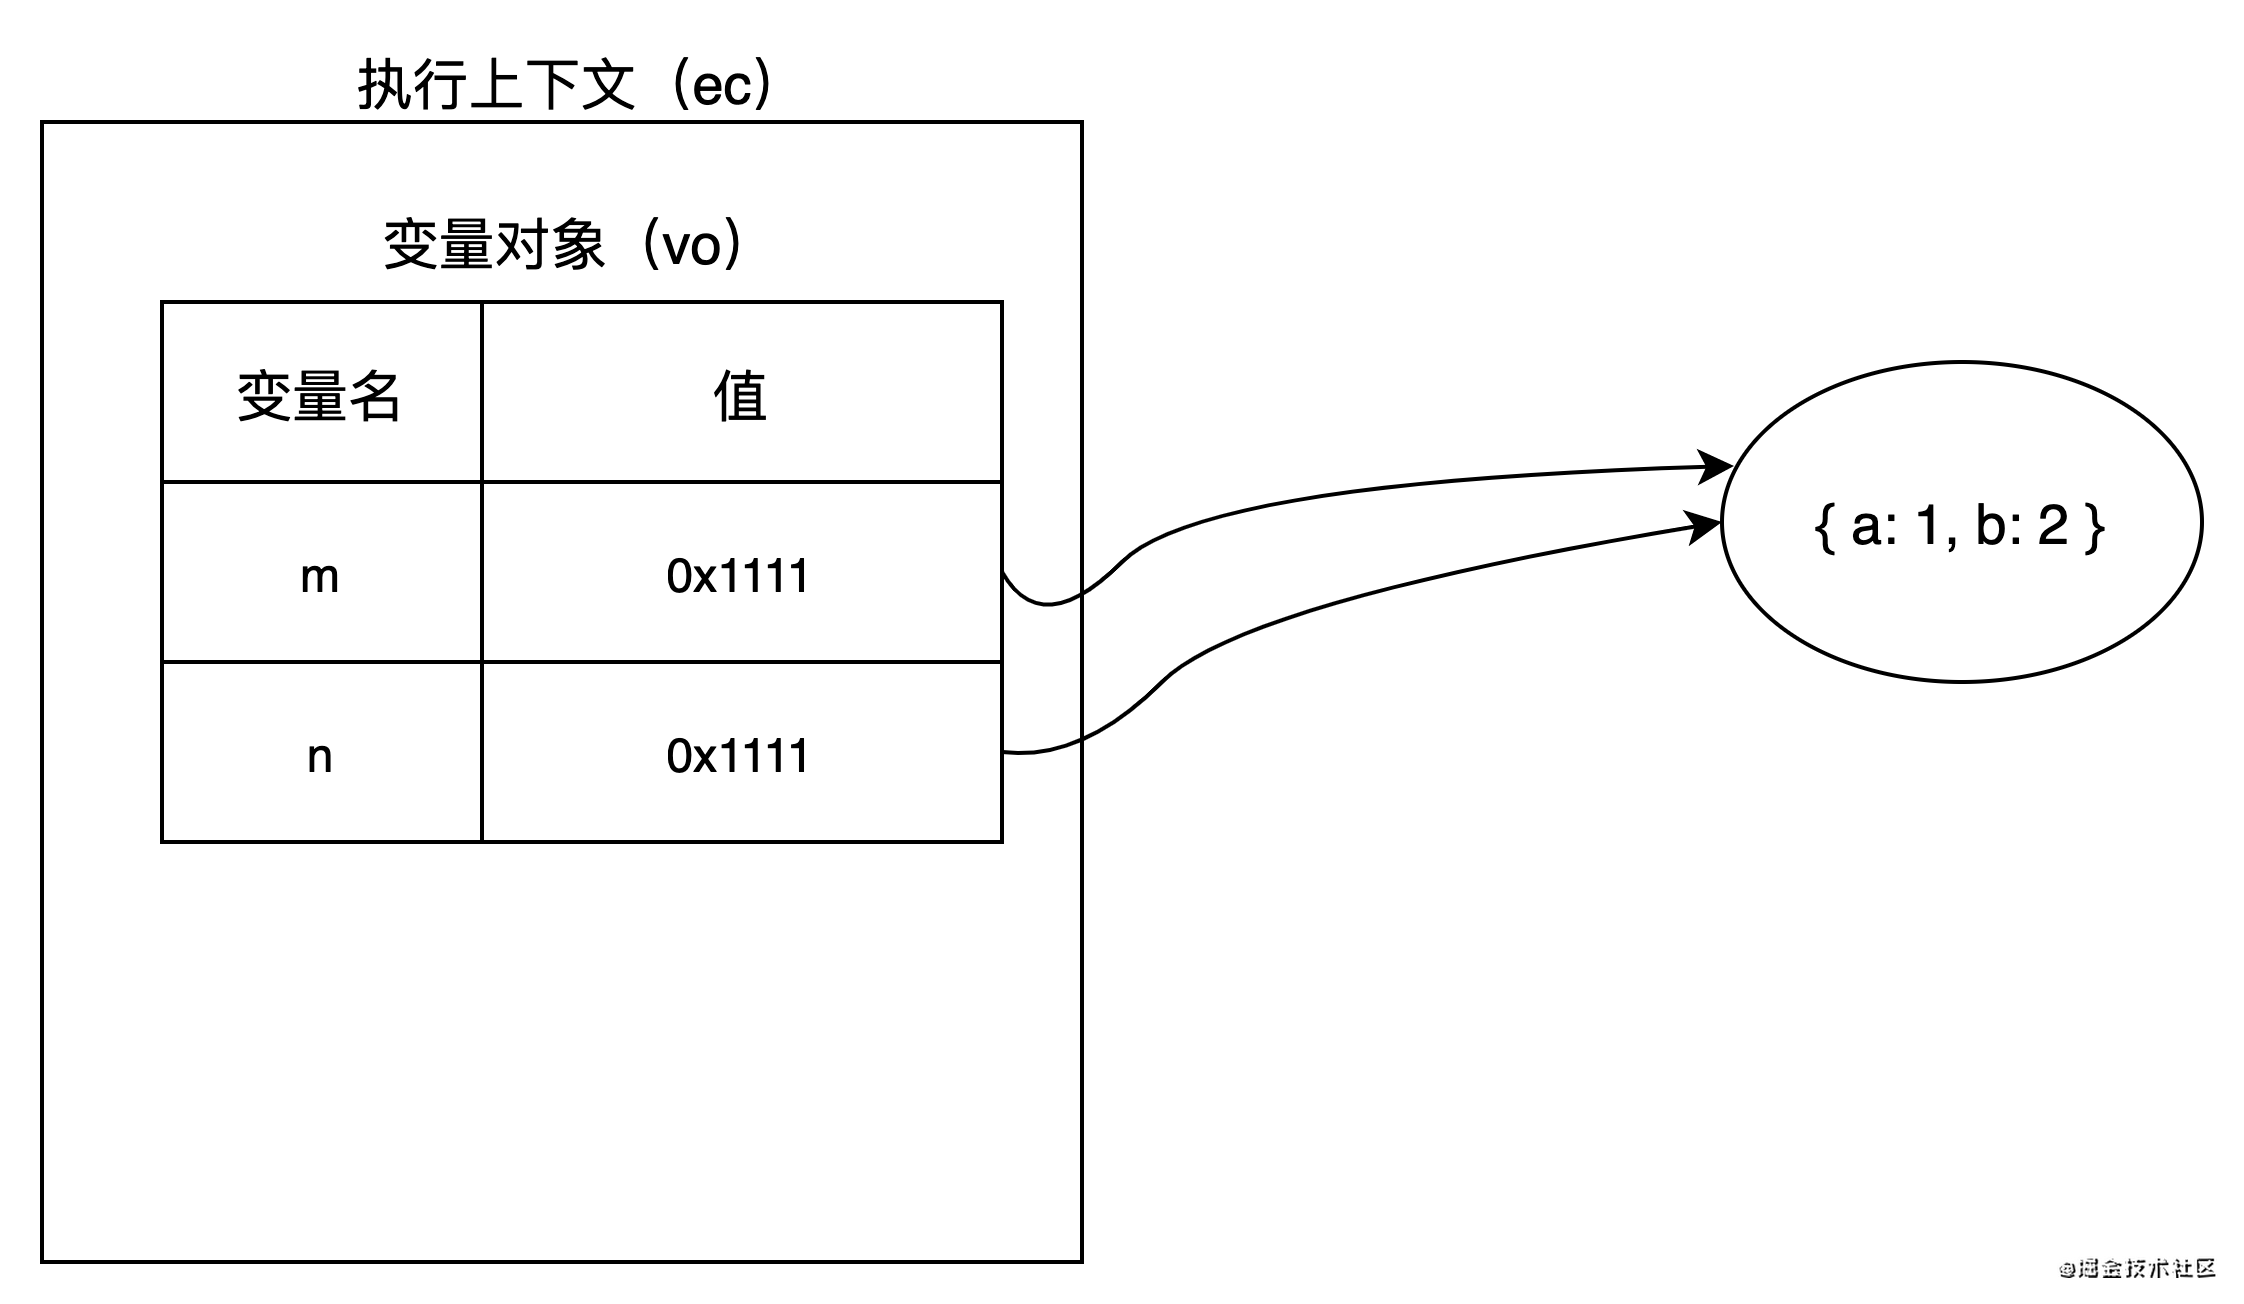 执行上下文（ec）
变量对象（vo）
变量名 值
m 0x1111
n 0x1111
{ a: 1, b: 2 }
@掘金技术社区